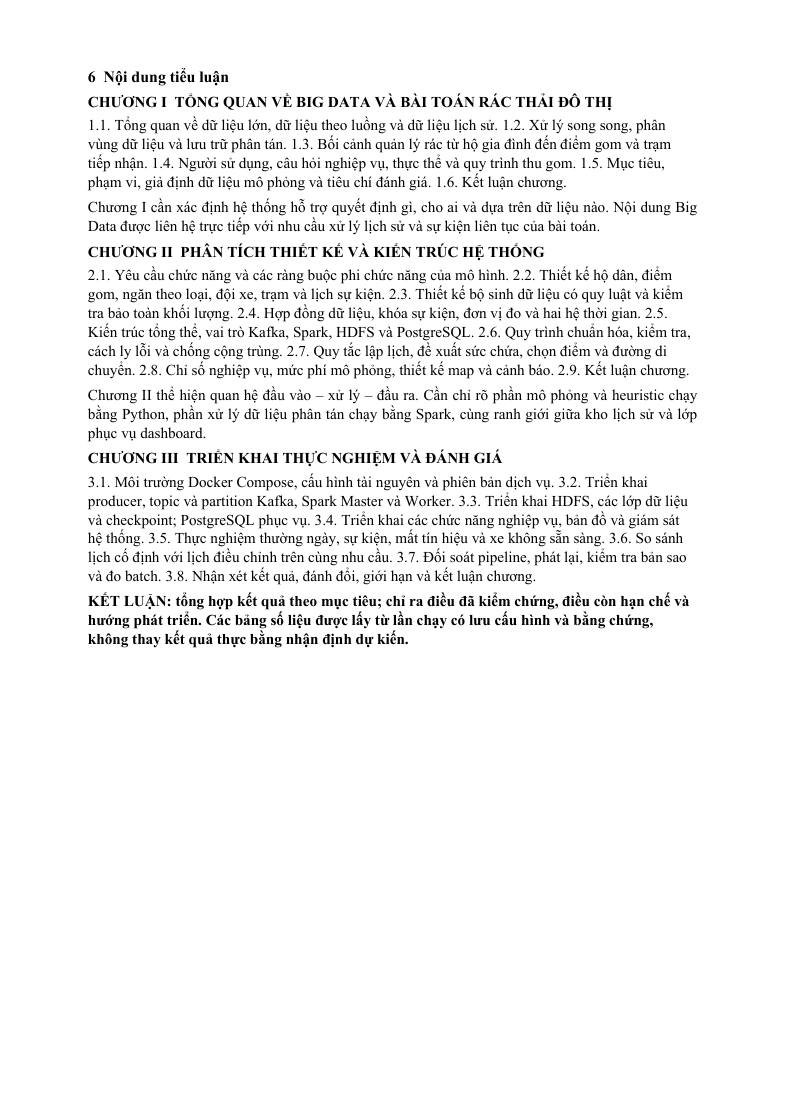 6 Nội dung tiểu luận
CHƯƠNG I TỔNG QUAN VỀ BIG DATA VÀ BÀI TOÁN RÁC THẢI ĐÔ THỊ
1.1. Tổng quan về dữ liệu lớn, dữ liệu theo luồng và dữ liệu lịch sử. 1.2. Xử lý song song, phân
vùng dữ liệu và lưu trữ phân tán. 1.3. Bối cảnh quản lý rác từ hộ gia đình đến điểm gom và trạm
tiếp nhận. 1.4. Người sử dụng, câu hỏi nghiệp vụ, thực thể và quy trình thu gom. 1.5. Mục tiêu,
phạm vi, giả định dữ liệu mô phỏng và tiêu chí đánh giá. 1.6. Kết luận chương.
Chương I cần xác định hệ thống hỗ trợ quyết định gì, cho ai và dựa trên dữ liệu nào. Nội dung Big
Data được liên hệ trực tiếp với nhu cầu xử lý lịch sử và sự kiện liên tục của bài toán.
CHƯƠNG II PHÂN TÍCH THIẾT KẾ VÀ KIẾN TRÚC HỆ THỐNG
2.1. Yêu cầu chức năng và các ràng buộc phi chức năng của mô hình. 2.2. Thiết kế hộ dân, điểm
gom, ngăn theo loại, đội xe, trạm và lịch sự kiện. 2.3. Thiết kế bộ sinh dữ liệu có quy luật và kiểm
tra bảo toàn khối lượng. 2.4. Hợp đồng dữ liệu, khóa sự kiện, đơn vị đo và hai hệ thời gian. 2.5.
Kiến trúc tổng thể, vai trò Kafka, Spark, HDFS và PostgreSQL. 2.6. Quy trình chuẩn hóa, kiểm tra,
cách ly lỗi và chống cộng trùng. 2.7. Quy tắc lập lịch, đề xuất sức chứa, chọn điểm và đường di
chuyển. 2.8. Chỉ số nghiệp vụ, mức phí mô phỏng, thiết kế map và cảnh báo. 2.9. Kết luận chương.
Chương II thể hiện quan hệ đầu vào – xử lý – đầu ra. Cần chỉ rõ phần mô phỏng và heuristic chạy
bằng Python, phần xử lý dữ liệu phân tán chạy bằng Spark, cùng ranh giới giữa kho lịch sử và lớp
phục vụ dashboard.
CHƯƠNG III TRIỂN KHAI THỰC NGHIỆM VÀ ĐÁNH GIÁ
3.1. Môi trường Docker Compose, cấu hình tài nguyên và phiên bản dịch vụ. 3.2. Triển khai
producer, topic và partition Kafka, Spark Master và Worker. 3.3. Triển khai HDFS, các lớp dữ liệu
và checkpoint; PostgreSQL phục vụ. 3.4. Triển khai các chức năng nghiệp vụ, bản đồ và giám sát
hệ thống. 3.5. Thực nghiệm thường ngày, sự kiện, mất tín hiệu và xe không sẵn sàng. 3.6. So sánh
lịch cố định với lịch điều chỉnh trên cùng nhu cầu. 3.7. Đối soát pipeline, phát lại, kiểm tra bản sao
và đo batch. 3.8. Nhận xét kết quả, đánh đổi, giới hạn và kết luận chương.
KẾT LUẬN: tổng hợp kết quả theo mục tiêu; chỉ ra điều đã kiểm chứng, điều còn hạn chế và
hướng phát triển. Các bảng số liệu được lấy từ lần chạy có lưu cấu hình và bằng chứng,
không thay kết quả thực bằng nhận định dự kiến.